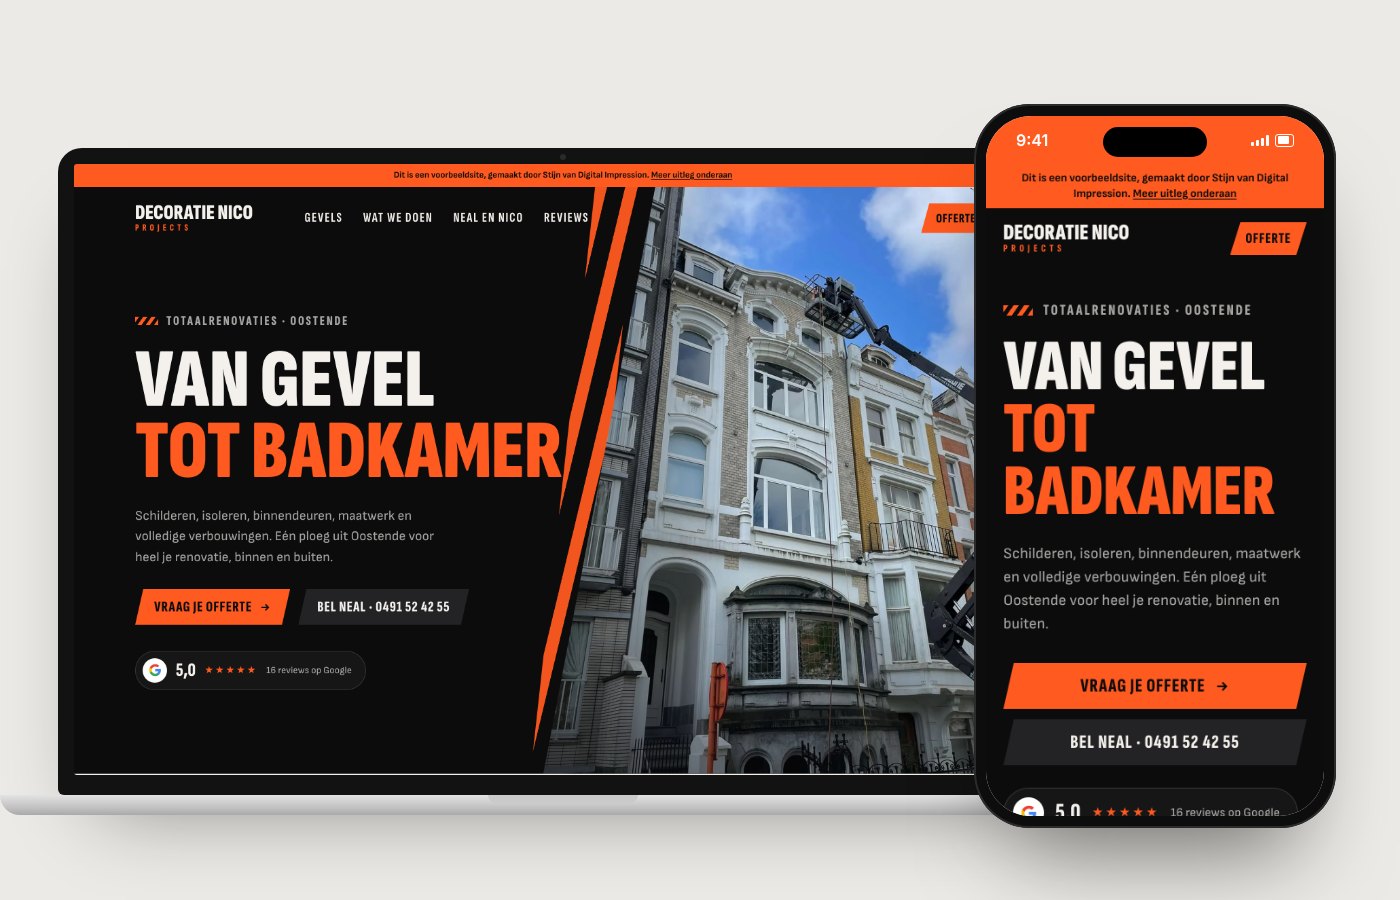 Dit is een voorbeeldsite, gemaakt door Stijn van Digital Impression. Meer uitleg onderaan
DECORATIE NICO
PROJECTS
GEVELS
WAT WE DOEN
NEAL EN NICO
REVIEWS
OFFERTE
TOTAALRENOVATIES · OOSTENDE
VAN GEVEL
TOT BADKAMER
Schilderen, isoleren, binnendeuren, maatwerk en
volledige verbouwingen. Eén ploeg uit Oostende voor
heel je renovatie, binnen en buiten.
VRAAG JE OFFERTE →
BEL NEAL · 0491 52 42 55
5,0 ★★★★★ 16 reviews op Google
9:41
Dit is een voorbeeldsite, gemaakt door Stijn van Digital
Impression. Meer uitleg onderaan
DECORATIE NICO
PROJECTS
OFFERTE
TOTAALRENOVATIES · OOSTENDE
VAN GEVEL
TOT
BADKAMER
Schilderen, isoleren, binnendeuren, maatwerk
en volledige verbouwingen. Eén ploeg uit
Oostende voor heel je renovatie, binnen en
buiten.
VRAAG JE OFFERTE →
BEL NEAL · 0491 52 42 55
5,0 ★★★★★ 16 reviews op Google